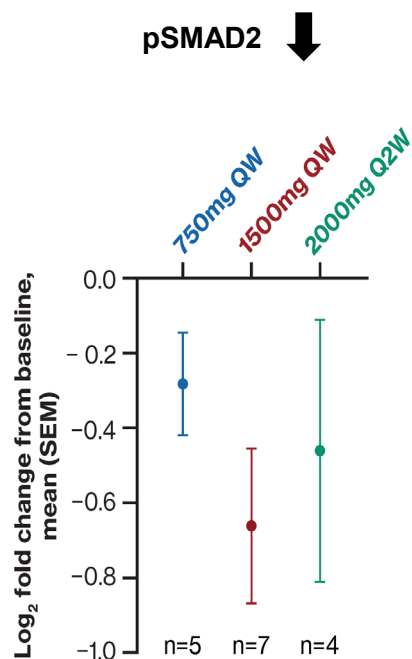 pSMAD2
750mg QW
1500mg QW
2000mg Q2W
Log₂ fold change from baseline,
mean (SEM)
0.0
−0.2
−0.4
−0.6
−0.8
−1.0
n=5 n=7 n=4